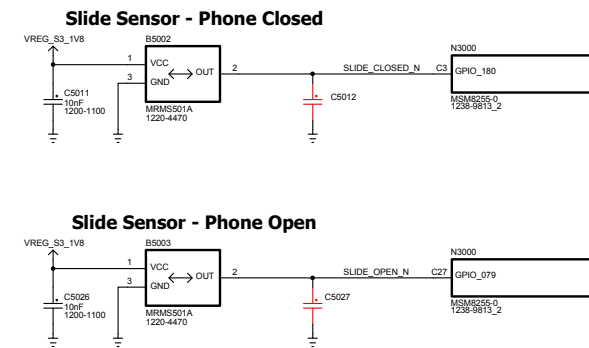 Slide Sensor - Phone Closed
VREG_S3_1V8
B5002
N3000
1
VCC
OUT
2
SLIDE_CLOSED_N
C3
GPIO_180
3
GND
C5011
10nF
1200-1100
C5012
MRMS501A
1220-4470
MSM8255-0
1238-9813_2
Slide Sensor - Phone Open
VREG_S3_1V8
B5003
N3000
1
VCC
OUT
2
SLIDE_OPEN_N
C27
GPIO_079
3
GND
C5026
10nF
1200-1100
C5027
MRMS501A
1220-4470
MSM8255-0
1238-9813_2